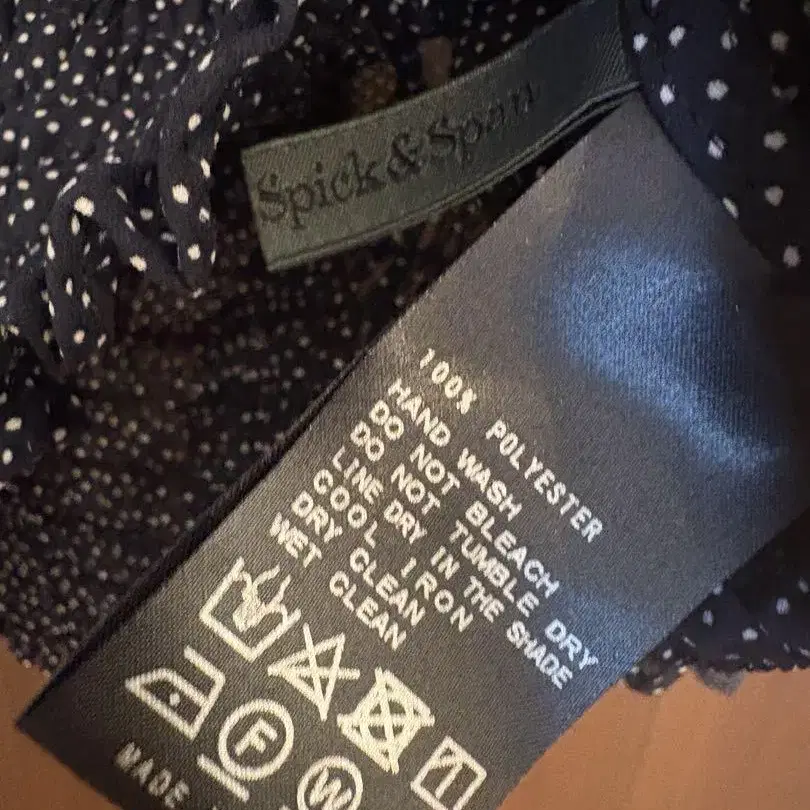 Spick & Span
100% POLYESTER
HAND WASH
DO NOT BLEACH
DO NOT TUMBLE DRY
LINE DRY IN THE SHADE
COOL IRON
DRY CLEAN
WET CLEAN
F
W
MADE